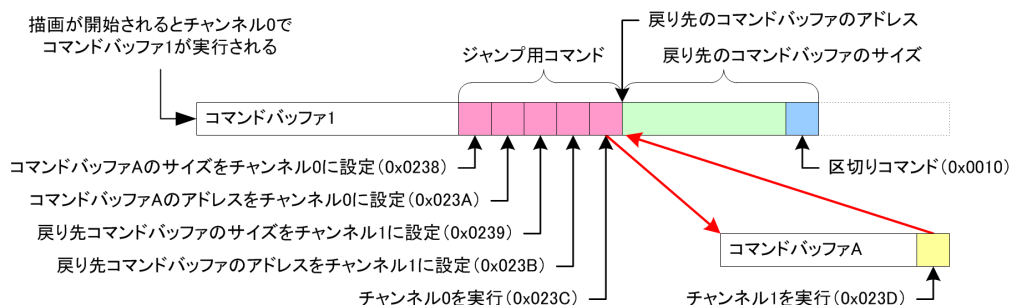 描画が開始されるとチャンネル0で
コマンドバッファ1が実行される
戻り先のコマンドバッファのアドレス
ジャンプ用コマンド
戻り先のコマンドバッファのサイズ
コマンドバッファ1
コマンドバッファAのサイズをチャンネル0に設定(0x0238)
区切りコマンド(0x0010)
コマンドバッファAのアドレスをチャンネル0に設定(0x023A)
戻り先コマンドバッファのサイズをチャンネル1に設定(0x0239)
コマンドバッファA
戻り先コマンドバッファのアドレスをチャンネル1に設定(0x023B)
チャンネル0を実行(0x023C)
チャンネル1を実行(0x023D)